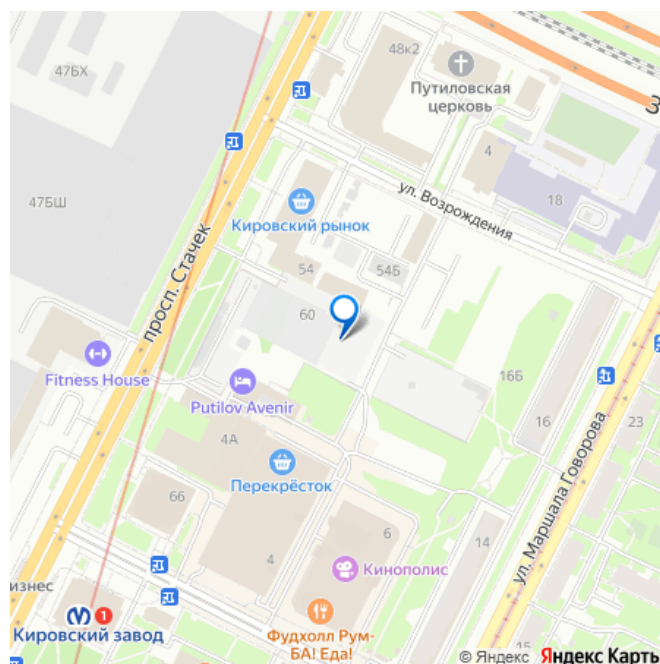 48к2
47БХ
Путиловская
церковь
З
4
ул. Возрождения
18
47БШ
Кировский рынок
просп. Стачек
54
54Б
60
Fitness House
Putilov Avenir
16Б
16
23
4А
Перекрёсток
66
ул. Маршала Говорова
6
14
4
Кинополис
изнес
Кировский завод
1
Фудхолл Рум-
БА! Еда!
15
© Яндекс Яндекс Карты